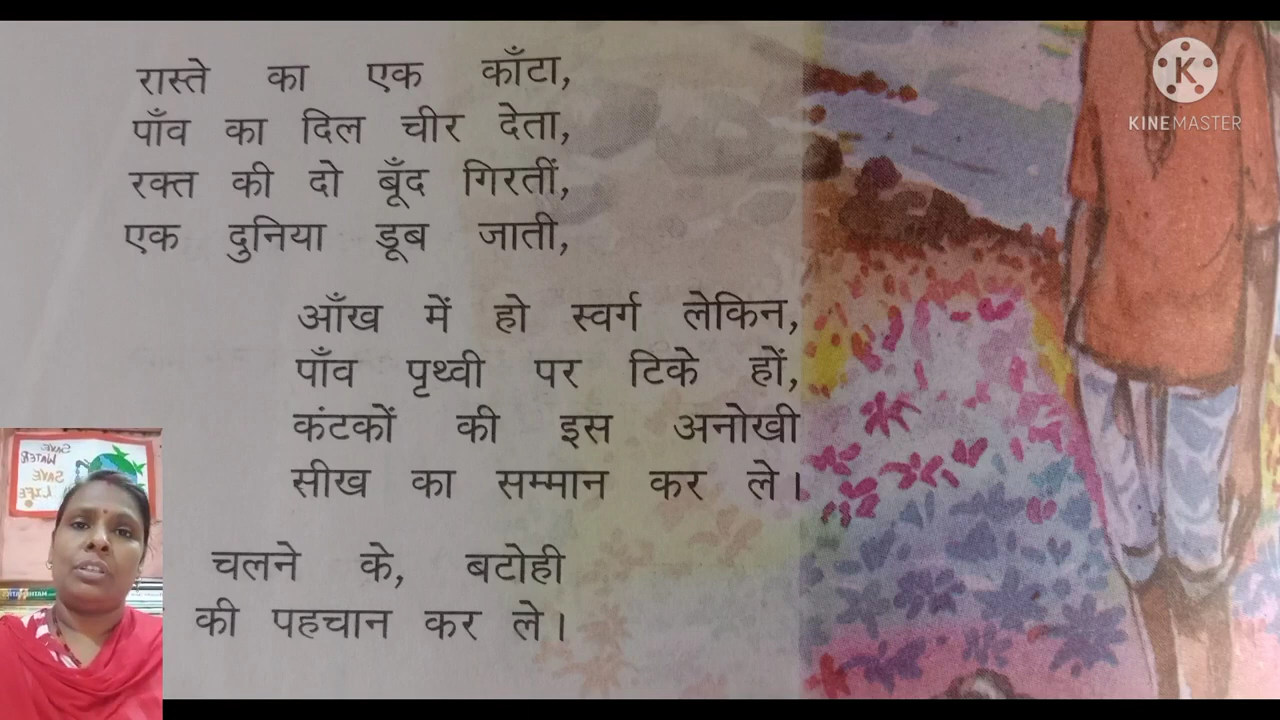 रास्ते का एक काँटा,
पाँव का दिल चीर देता,
रक्त की दो बूँद गिरतीं,
एक दुनिया डूब जाती,
आँख में हो स्वर्ग लेकिन,
पाँव पृथ्वी पर टिके हों,
कंटकों की इस अनोखी
सीख का सम्मान कर ले।
चलने के, बटोही
की पहचान कर ले।
K
KINEMASTER
SAVE
WATER
SAVE
LIFE